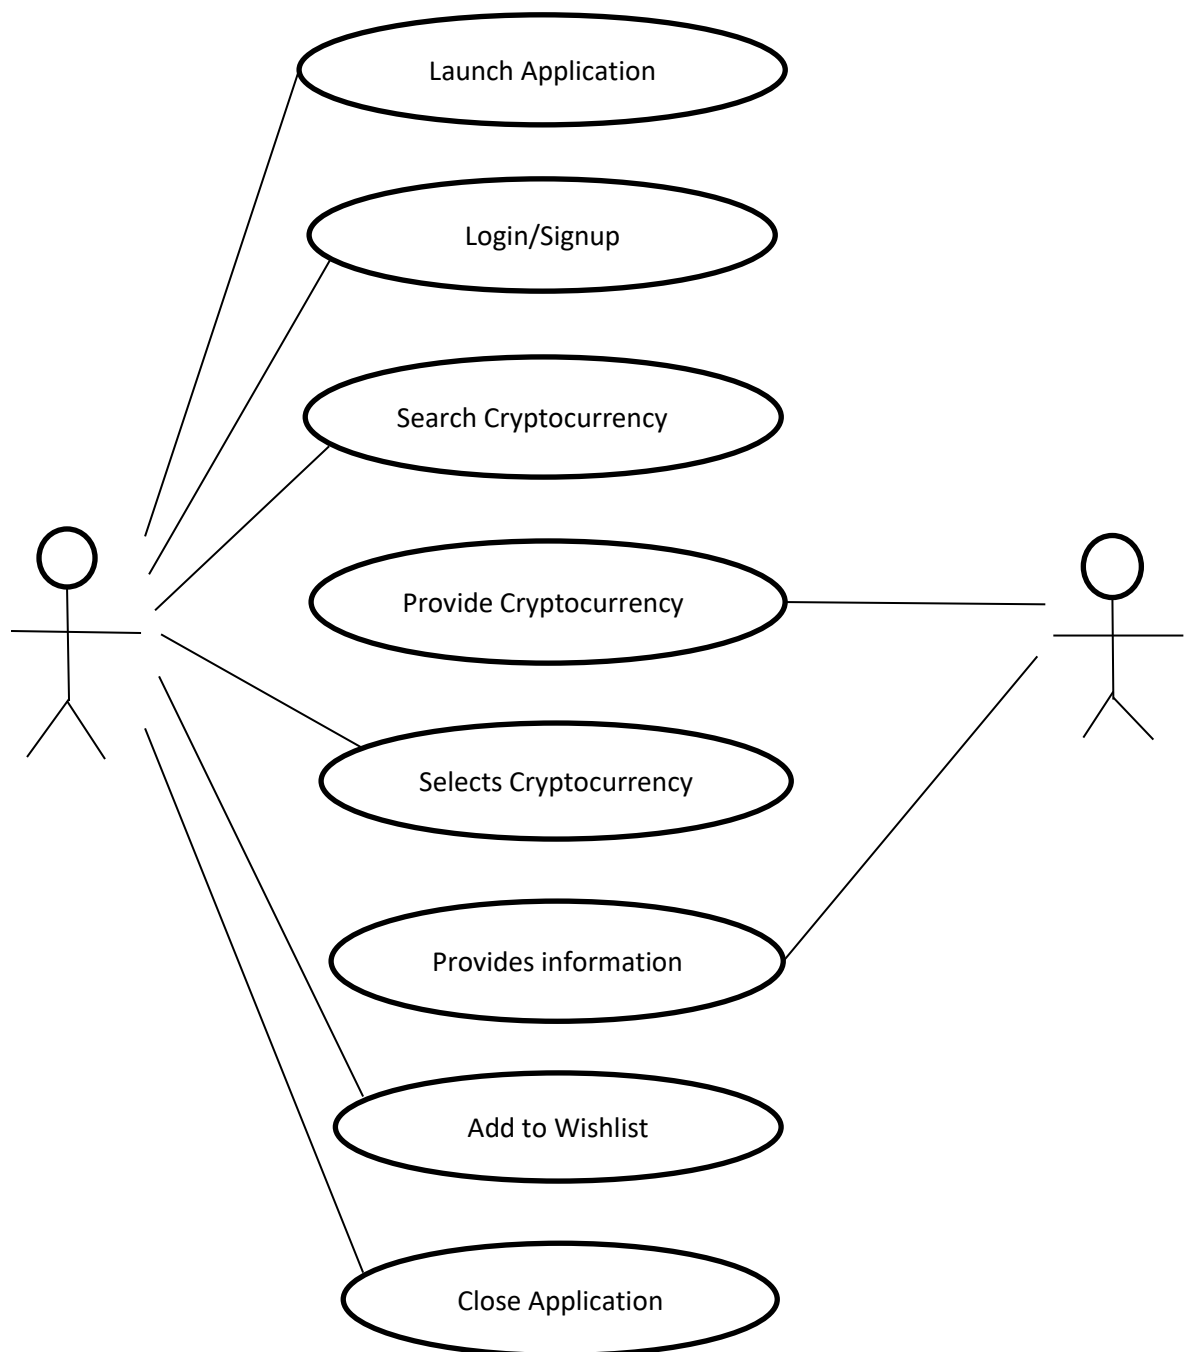 Launch Application
Login/Signup
Search Cryptocurrency
Provide Cryptocurrency
Selects Cryptocurrency
Provides information
Add to Wishlist
Close Application